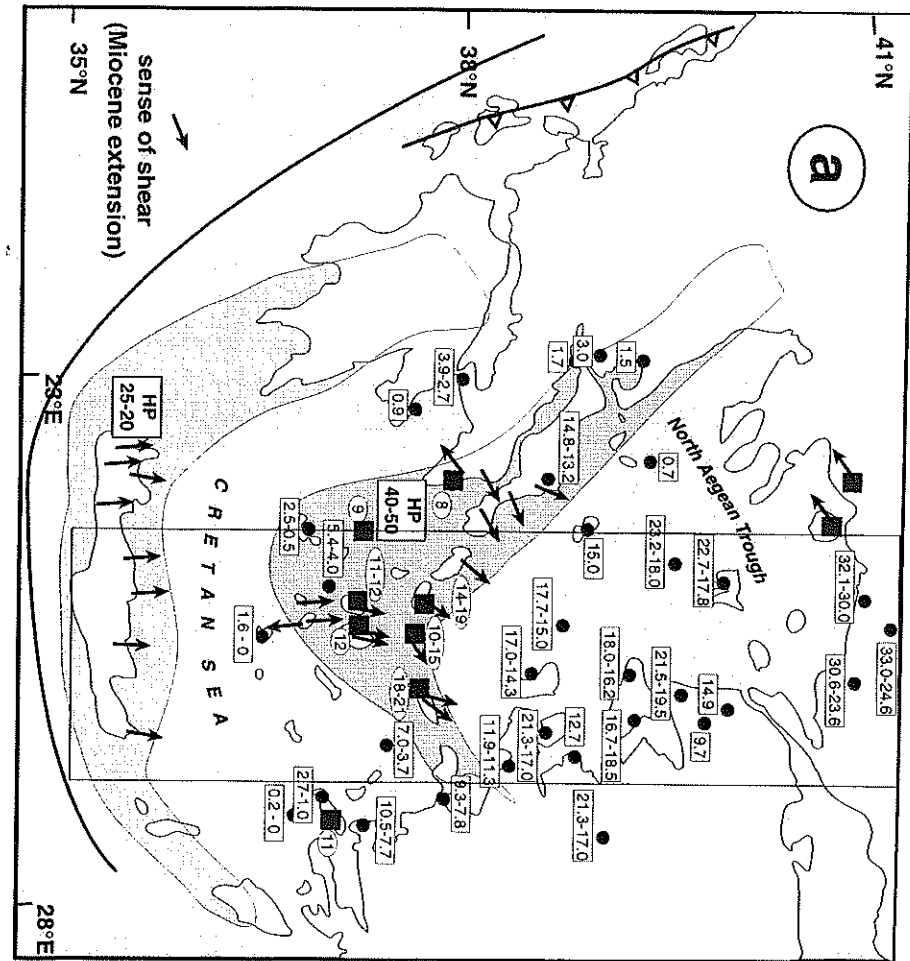 a
41°N
38°N
35°N
23°E
28°E
sense of shear
(Miocene extension)
North Aegean Trough
CRETAN SEA
HP
25-20
HP
40-50
1.5
3.0
1.7
3.9-2.7
0.9
14.8-13.2
0.7
15.0
23.2-18.0
22.7-17.8
32.1-30.0
33.0-24.6
30.6-23.6
8
9
2.5-0.5
5.4-4.0
11-12
14-19
12
10-15
18-21
1.6 - 0
17.7-15.0
17.0-14.3
18.0-16.2
21.5-19.5
14.9
9.7
16.7-18.5
12.7
21.3-17.0
11.9-11.3
21.3-17.0
7.0-3.7
9.3-7.8
10.5-7.7
11
2.7-1.0
0.2 - 0